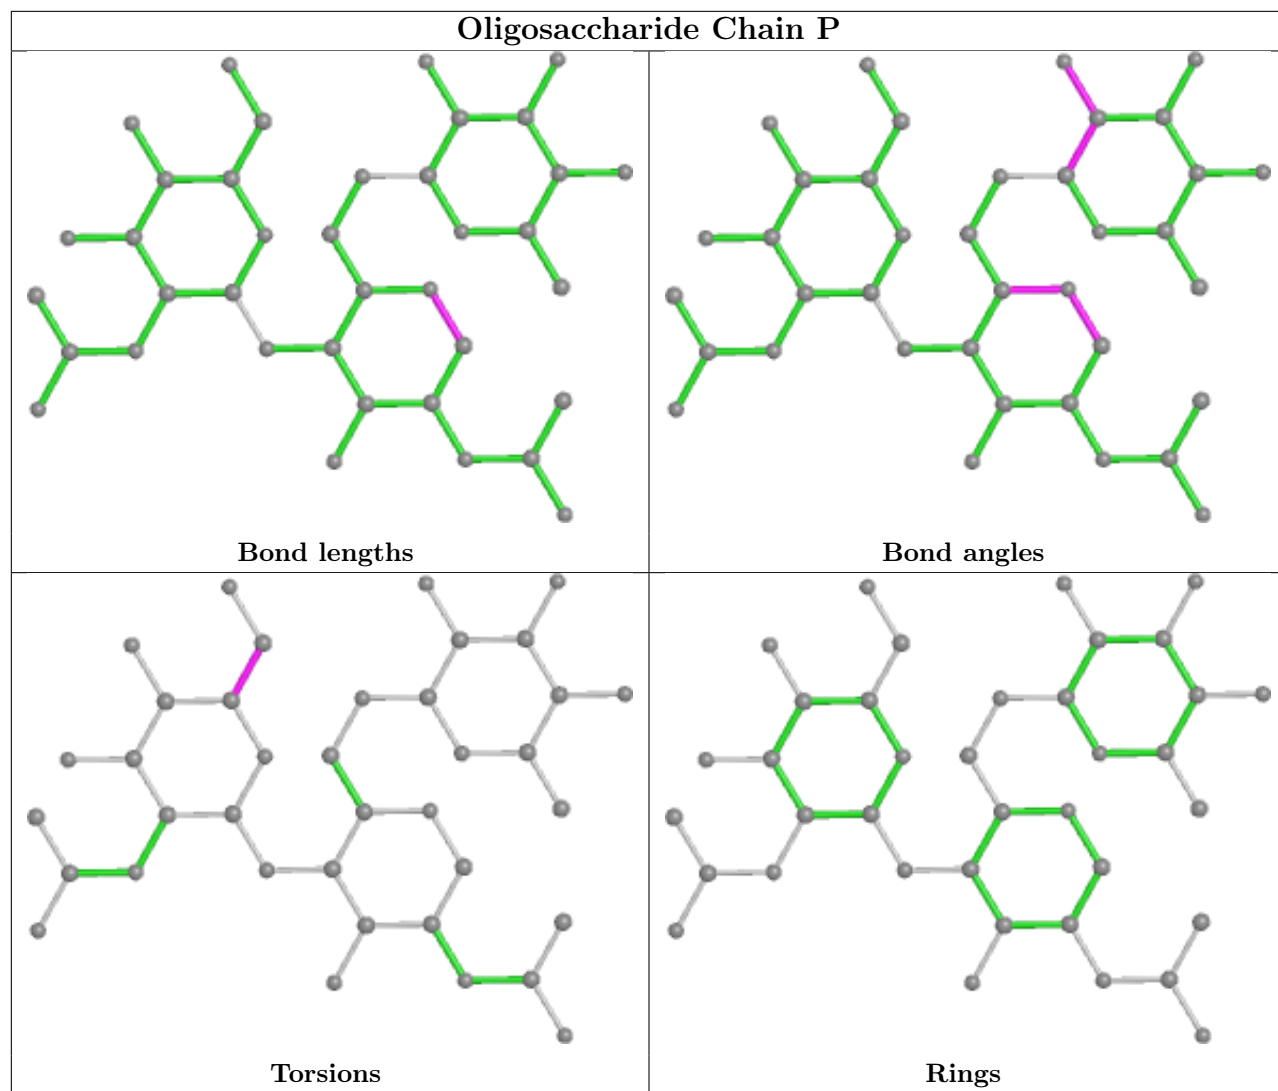 Oligosaccharide Chain P
Bond lengths
Bond angles
Torsions
Rings